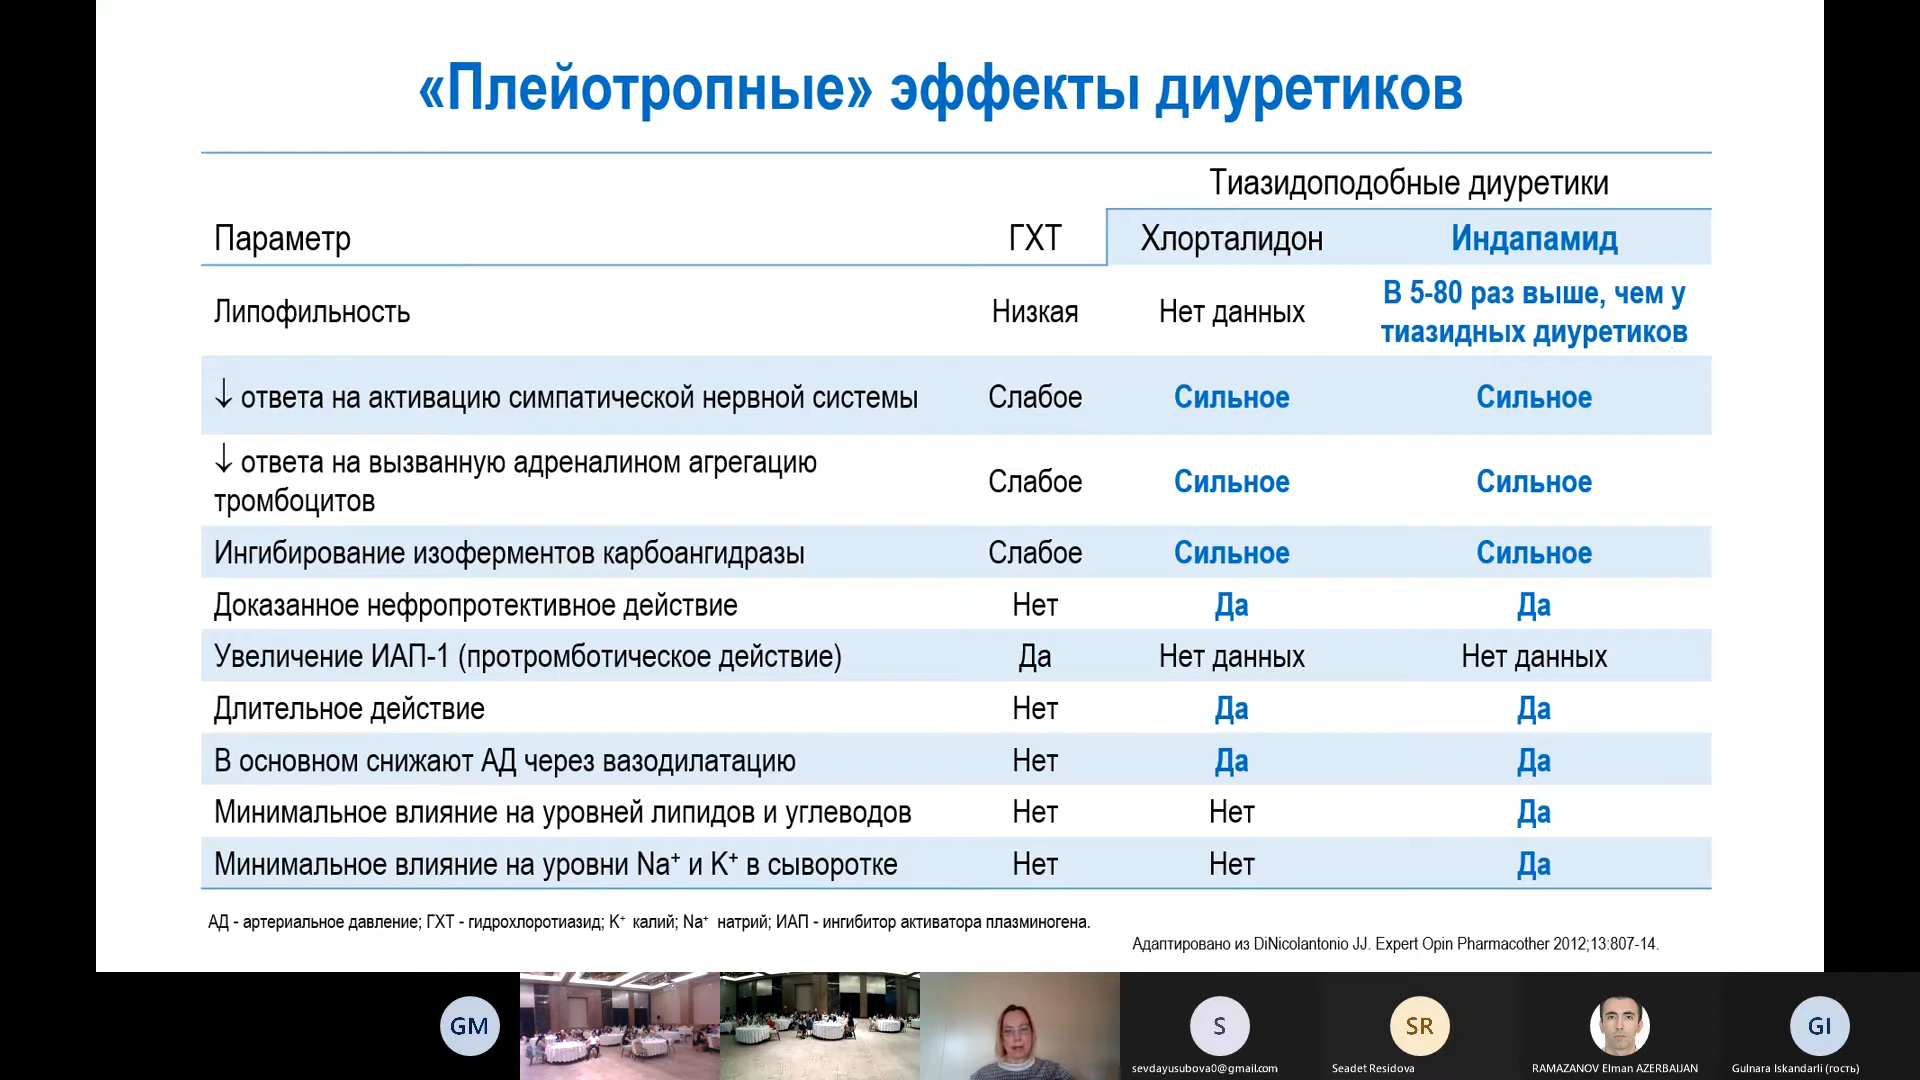 «Плейотропные» эффекты диуретиков
Тиазидоподобные диуретики
Параметр ГХТ Хлорталидон Индапамид
Липофильность Низкая Нет данных В 5-80 раз выше, чем у
тиазидных диуретиков
↓ ответа на активацию симпатической нервной системы Слабое Сильное Сильное
↓ ответа на вызванную адреналином агрегацию
тромбоцитов Слабое Сильное Сильное
Ингибирование изоферментов карбоангидразы Слабое Сильное Сильное
Доказанное нефропротективное действие Нет Да Да
Увеличение ИАП-1 (протромботическое действие) Да Нет данных Нет данных
Длительное действие Нет Да Да
В основном снижают АД через вазодилатацию Нет Да Да
Минимальное влияние на уровней липидов и углеводов Нет Нет Да
Минимальное влияние на уровни Na⁺ и K⁺ в сыворотке Нет Нет Да
АД - артериальное давление; ГХТ - гидрохлоротиазид; K⁺ калий; Na⁺ натрий; ИАП - ингибитор активатора плазминогена.
Адаптировано из DiNicolantonio JJ. Expert Opin Pharmacother 2012;13:807-14.
GM S SR GI
sevdayusubova0@gmail.com Seadet Residova RAMAZANOV Elman AZERBAIJAN Gulnara Iskandarli (гость)